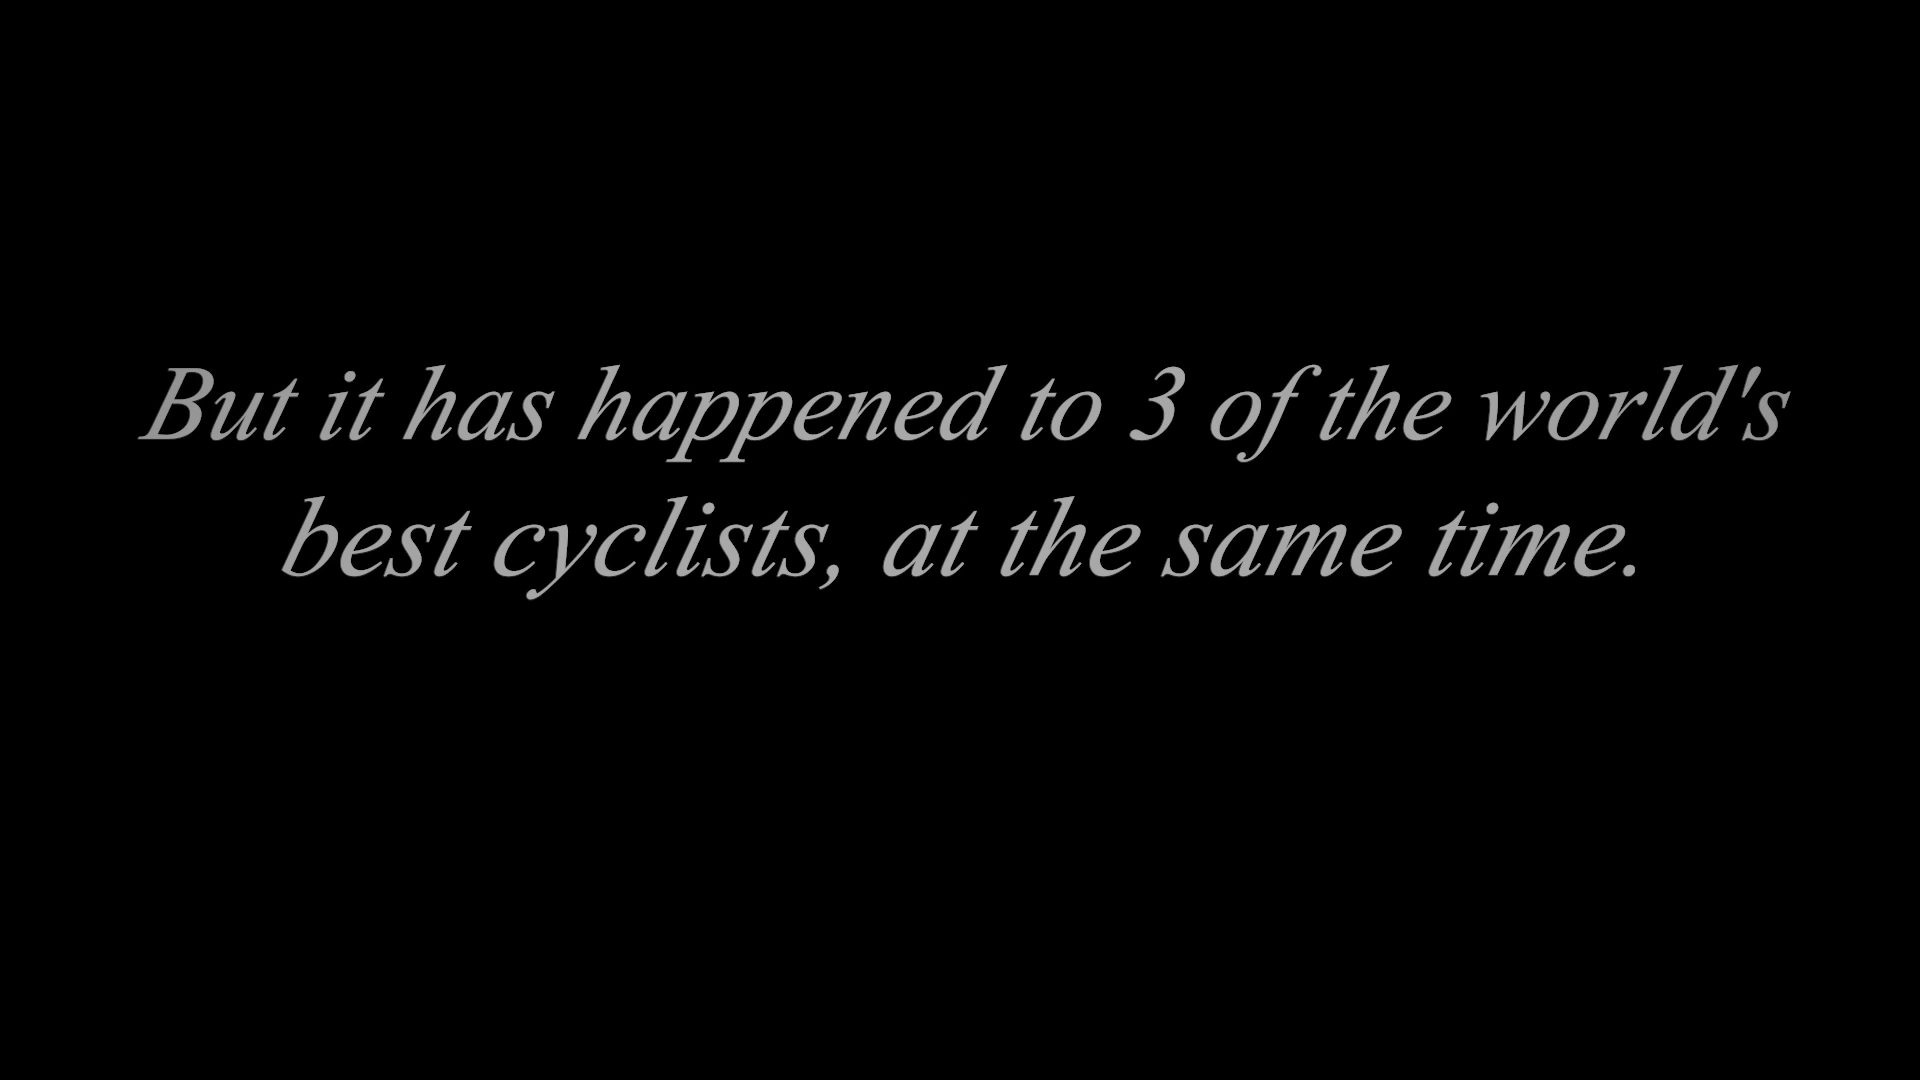 But it has happened to 3 of the world's
best cyclists, at the same time.